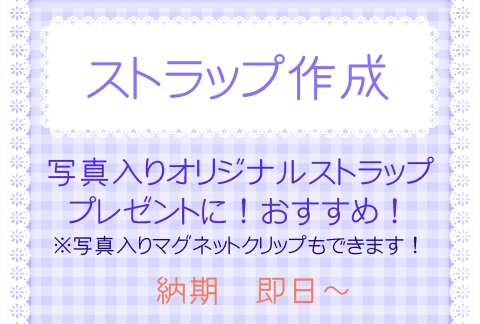 ストラップ作成
写真入りオリジナルストラップ
プレゼントに！おすすめ！
※写真入りマグネットクリップもできます！
納期　即日～